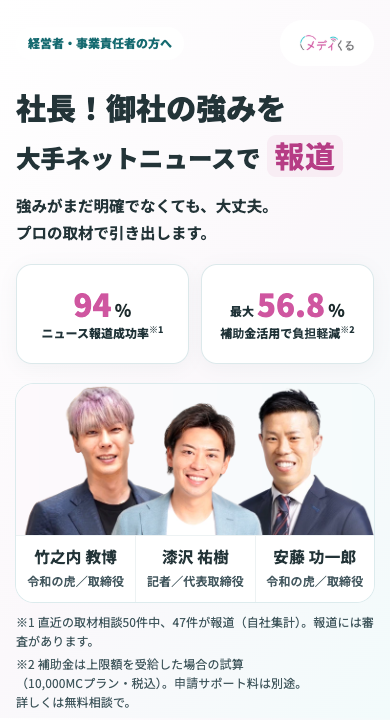 経営者・事業責任者の方へ
メディくる
社長！御社の強みを
大手ネットニュースで 報道
強みがまだ明確でなくても、大丈夫。
プロの取材で引き出します。
94%
ニュース報道成功率※1
最大 56.8%
補助金活用で負担軽減※2
竹之内 教博
令和の虎／取締役
漆沢 祐樹
記者／代表取締役
安藤 功一郎
令和の虎／取締役
※1 直近の取材相談50件中、47件が報道（自社集計）。報道には審
査があります。
※2 補助金は上限額を受給した場合の試算
（10,000MCプラン・税込）。申請サポート料は別途。
詳しくは無料相談で。